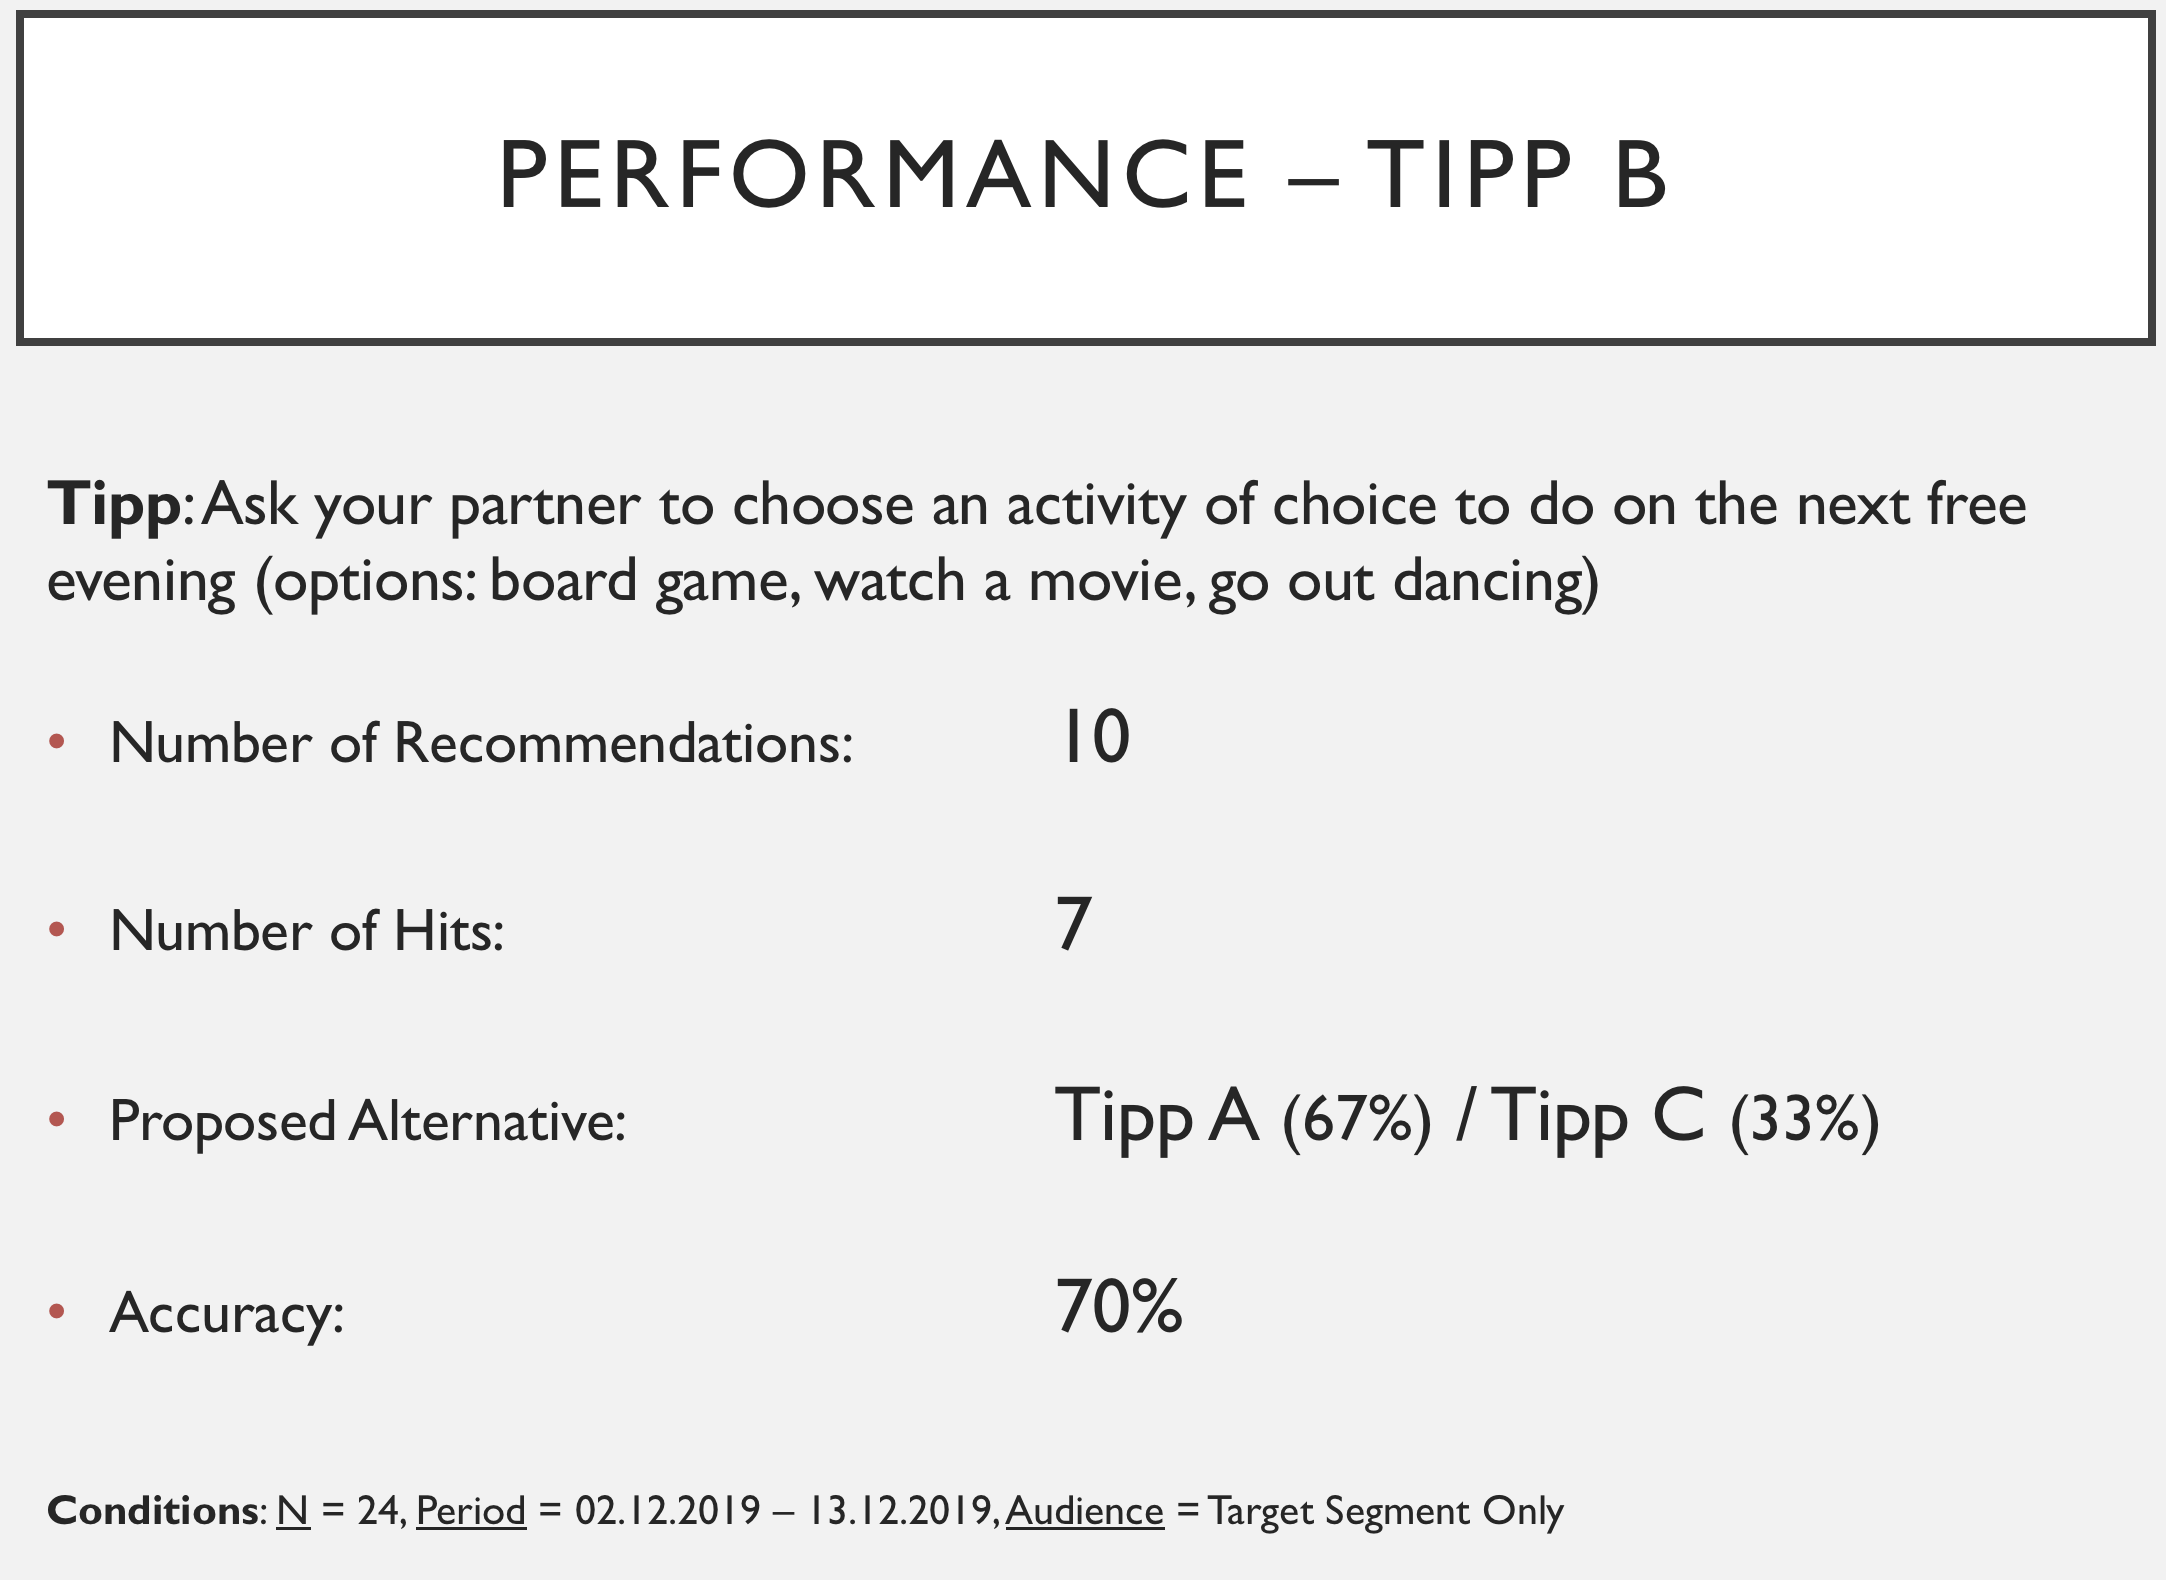 PERFORMANCE – TIPP B
Tipp: Ask your partner to choose an activity of choice to do on the next free
evening (options: board game, watch a movie, go out dancing)
• Number of Recommendations: 10
• Number of Hits: 7
• Proposed Alternative: Tipp A (67%) / Tipp C (33%)
• Accuracy: 70%
Conditions: N = 24, Period = 02.12.2019 – 13.12.2019, Audience = Target Segment Only